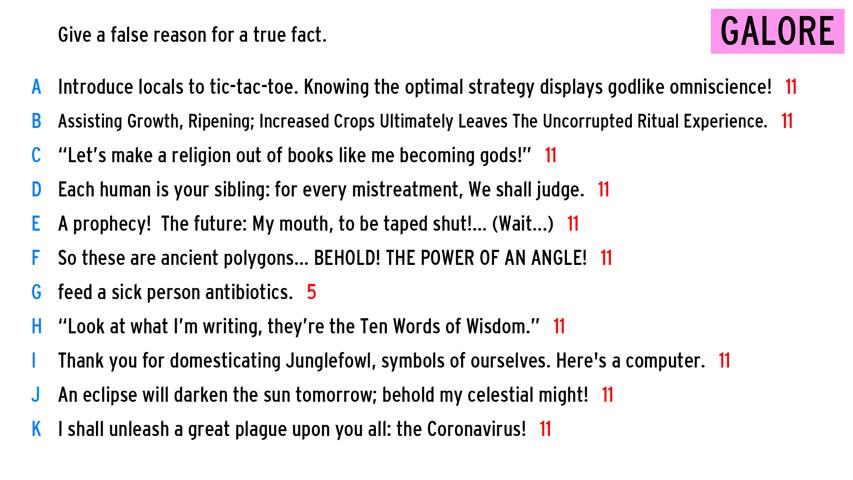 Give a false reason for a true fact.
GALORE
A Introduce locals to tic-tac-toe. Knowing the optimal strategy displays godlike omniscience! 11
B Assisting Growth, Ripening; Increased Crops Ultimately Leaves The Uncorrupted Ritual Experience. 11
C “Let’s make a religion out of books like me becoming gods!” 11
D Each human is your sibling: for every mistreatment, We shall judge. 11
E A prophecy! The future: My mouth, to be taped shut!... (Wait...) 11
F So these are ancient polygons... BEHOLD! THE POWER OF AN ANGLE! 11
G feed a sick person antibiotics. 5
H “Look at what I’m writing, they’re the Ten Words of Wisdom.” 11
I Thank you for domesticating Junglefowl, symbols of ourselves. Here's a computer. 11
J An eclipse will darken the sun tomorrow; behold my celestial might! 11
K I shall unleash a great plague upon you all: the Coronavirus! 11